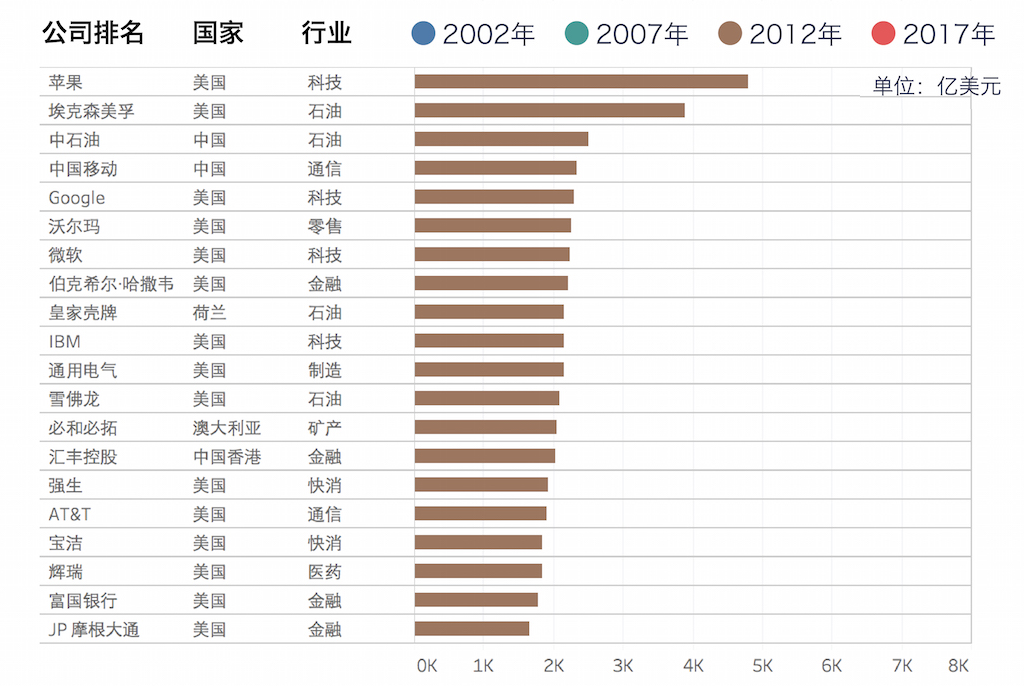 公司排名 国家 行业 2002年 2007年 2012年 2017年
单位：亿美元
苹果 美国 科技
埃克森美孚 美国 石油
中石油 中国 石油
中国移动 中国 通信
Google 美国 科技
沃尔玛 美国 零售
微软 美国 科技
伯克希尔·哈撒韦 美国 金融
皇家壳牌 荷兰 石油
IBM 美国 科技
通用电气 美国 制造
雪佛龙 美国 石油
必和必拓 澳大利亚 矿产
汇丰控股 中国香港 金融
强生 美国 快消
AT&T 美国 通信
宝洁 美国 快消
辉瑞 美国 医药
富国银行 美国 金融
JP 摩根大通 美国 金融
0K 1K 2K 3K 4K 5K 6K 7K 8K